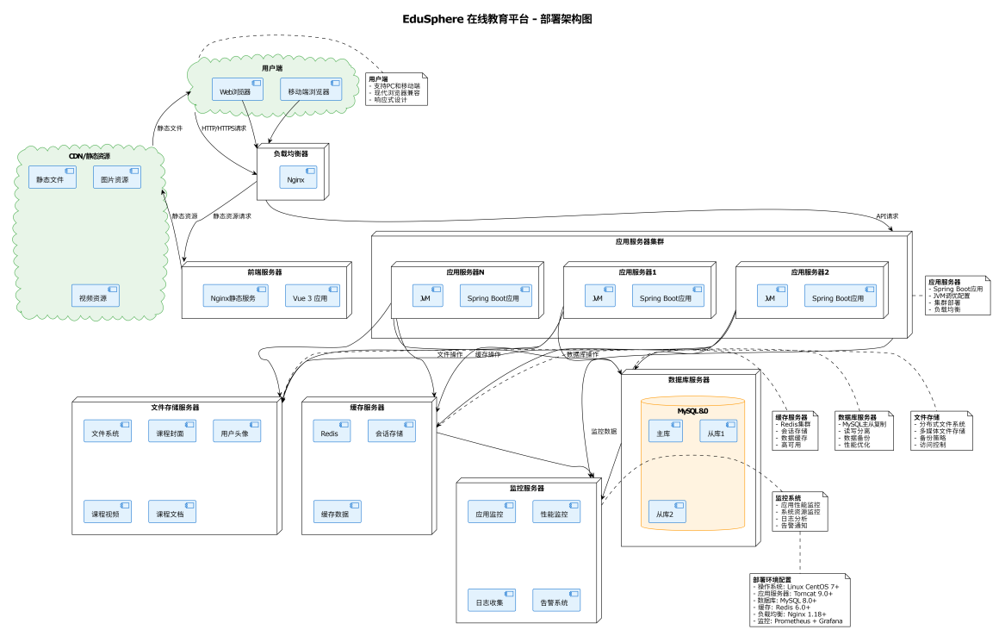 EduSphere 在线教育平台 - 部署架构图
用户端
Web浏览器
移动端浏览器
用户端
- 支持PC和移动端
- 现代浏览器兼容
- 响应式设计
静态文件
HTTP/HTTPS请求
CDN/静态资源
静态文件
图片资源
视频资源
负载均衡器
Nginx
静态资源
静态资源请求
API请求
前端服务器
Nginx静态服务
Vue 3 应用
应用服务器集群
应用服务器N
JVM
Spring Boot应用
应用服务器1
JVM
Spring Boot应用
应用服务器2
JVM
Spring Boot应用
应用服务器
- Spring Boot应用
- JVM调优配置
- 集群部署
- 负载均衡
文件操作
缓存操作
数据库操作
文件存储服务器
文件系统
课程封面
用户头像
课程视频
课程文档
缓存服务器
Redis
会话存储
缓存数据
监控数据
数据库服务器
MySQL 8.0
主库
从库1
从库2
缓存服务器
- Redis集群
- 会话存储
- 数据缓存
- 高可用
数据库服务器
- MySQL主从复制
- 读写分离
- 数据备份
- 性能优化
文件存储
- 分布式文件系统
- 多媒体文件存储
- 备份策略
- 访问控制
监控服务器
应用监控
性能监控
日志收集
告警系统
监控系统
- 应用性能监控
- 系统资源监控
- 日志分析
- 告警通知
部署环境配置
- 操作系统: Linux CentOS 7+
- 应用服务器: Tomcat 9.0+
- 数据库: MySQL 8.0+
- 缓存: Redis 6.0+
- 负载均衡: Nginx 1.18+
- 监控: Prometheus + Grafana